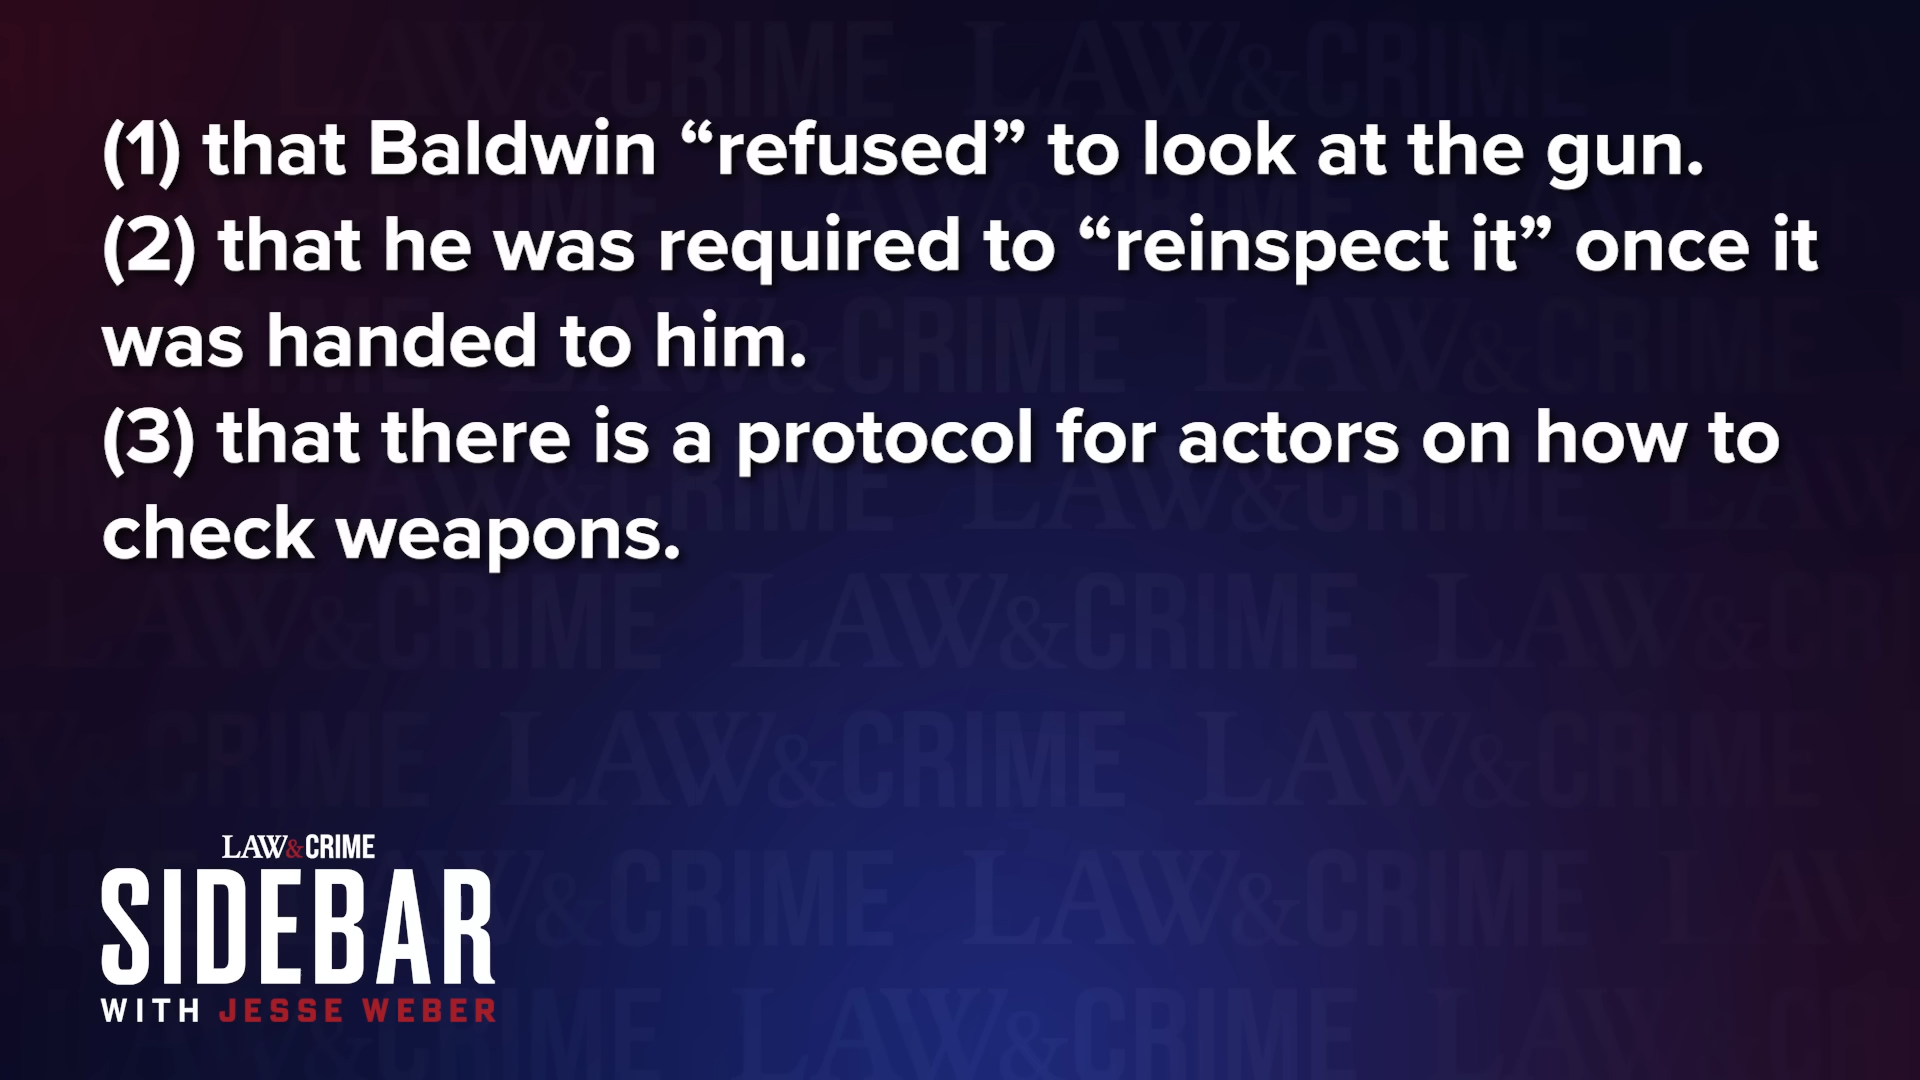 (1) that Baldwin “refused” to look at the gun.
(2) that he was required to “reinspect it” once it
was handed to him.
(3) that there is a protocol for actors on how to
check weapons.
LAW&CRIME
SIDEBAR
WITH JESSE WEBER